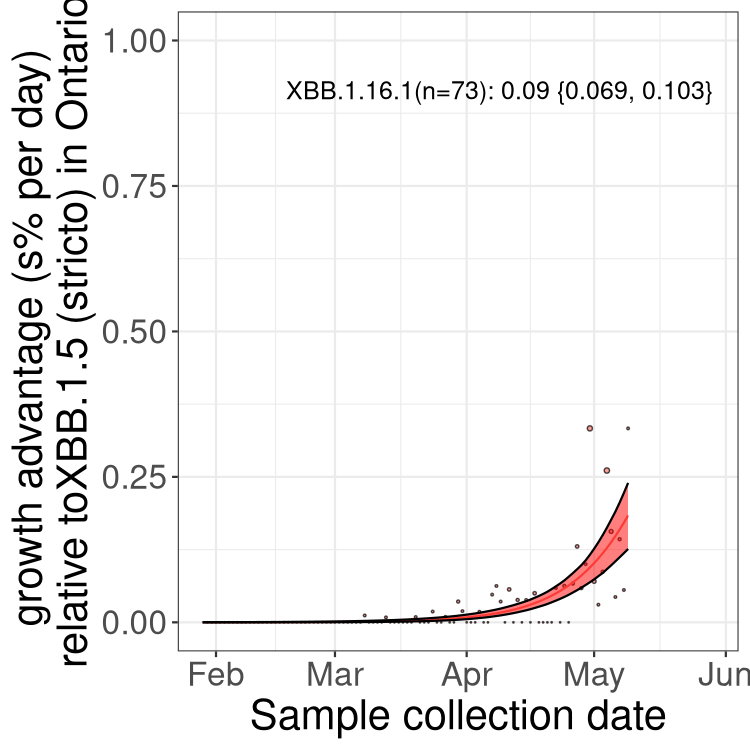 growth advantage (s% per day)
relative toXBB.1.5 (stricto) in Ontario
1.00
0.75
0.50
0.25
0.00
XBB.1.16.1(n=73): 0.09 {0.069, 0.103}
Feb Mar Apr May Jun
Sample collection date